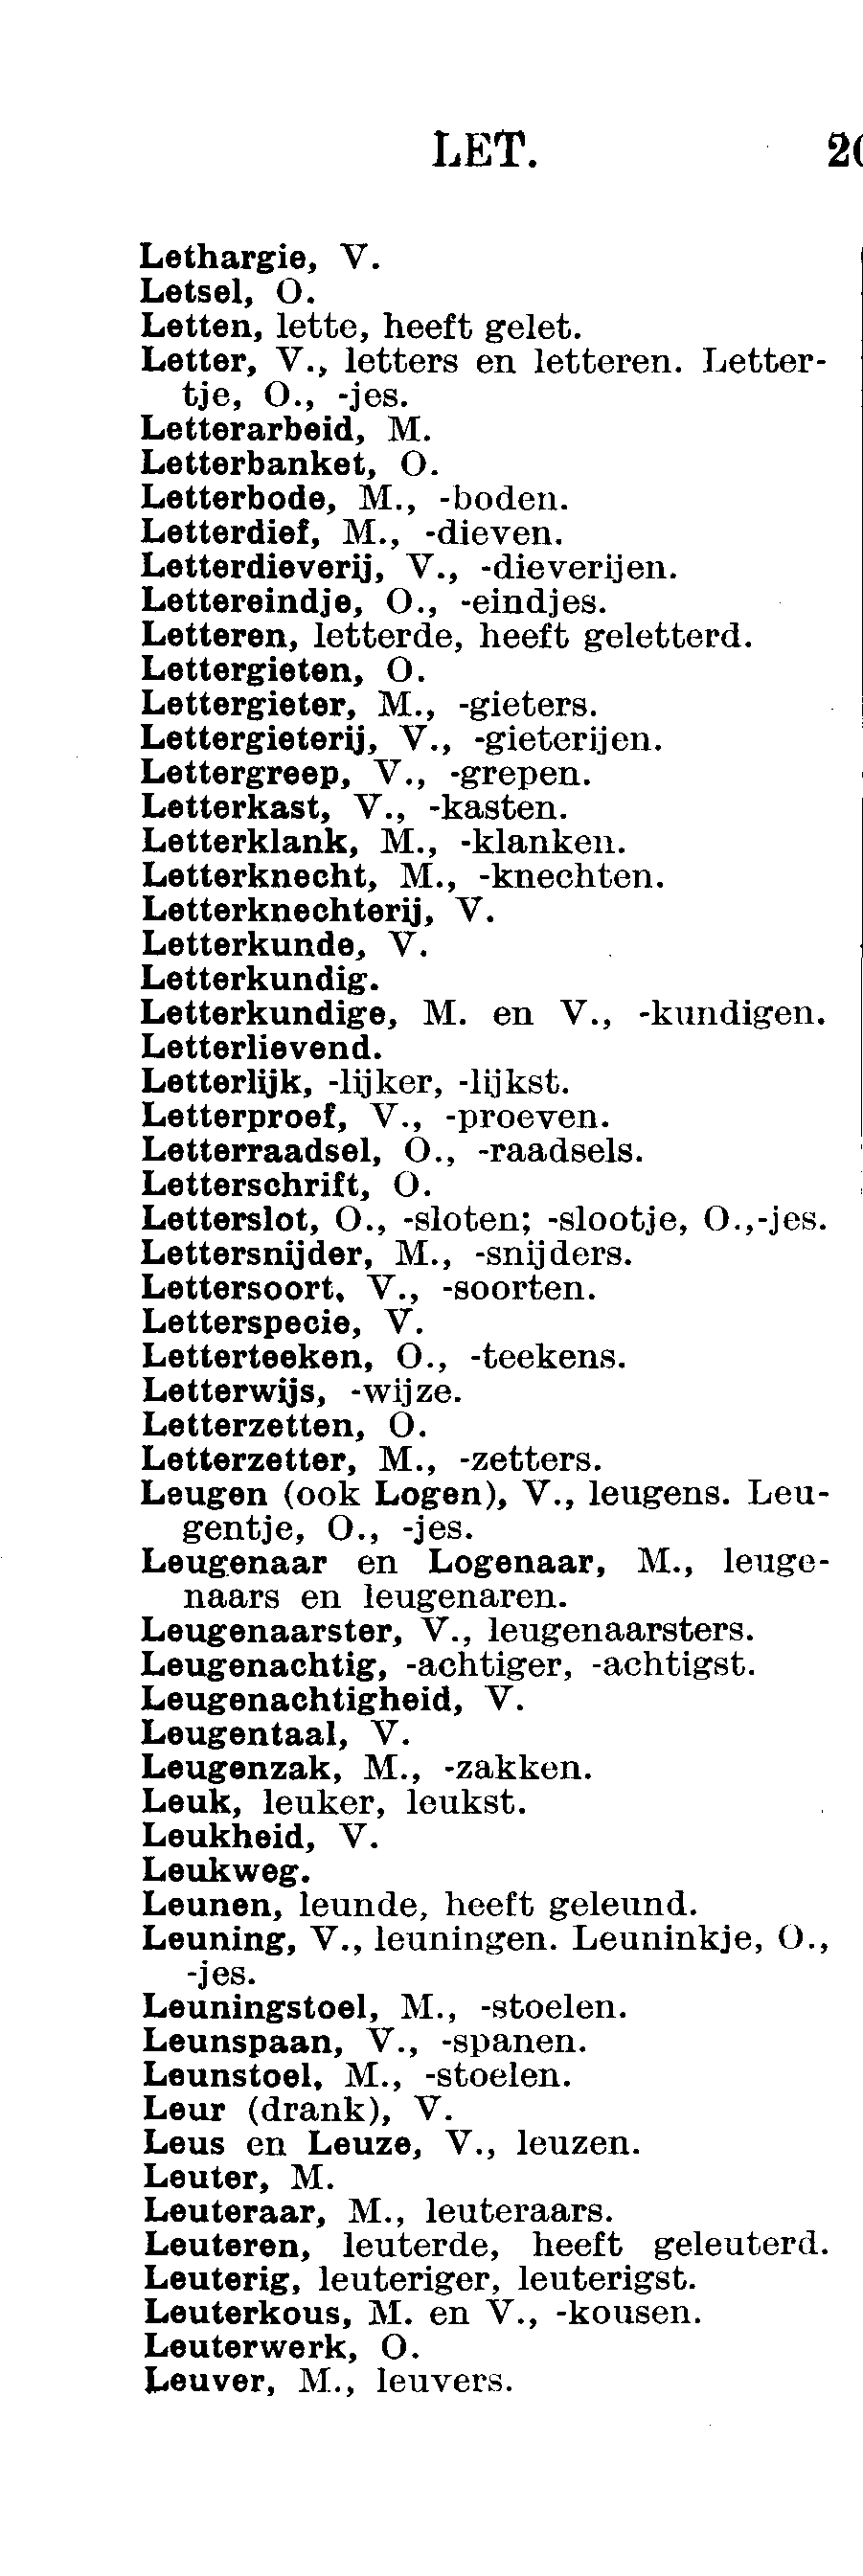 LET.
Lethargie, V.
Letsel, O.
Letten, lette, heeft gelet.
Letter, V., letters en letteren. Letter-
tje, O., -jes.
Letterarbeid, M.
Letterbanket, O.
Letterbode, M., -boden.
Letterdief, M., -dieven.
Letterdieverij, V., -dieverijen.
Lettereindje, O., -eindjes.
Letteren, letterde, heeft geletterd.
Lettergieten, O.
Lettergieter, M., -gieters.
Lettergieterij, V., -gieterijen.
Lettergreep, V., -grepen.
Letterkast, V., -kasten.
Letterklank, M., -klanken.
Letterknecht, M., -knechten.
Letterknechterij, V.
Letterkunde, V.
Letterkundig.
Letterkundige, M. en V., -kundigen.
Letterlievend.
Letterlijk, -lijker, -lijkst.
Letterproef, V., -proeven.
Letterraadsel, O., -raadsels.
Letterschrift, O.
Letterslot, O., -sloten; -slootje, O.,-jes.
Lettersnijder, M., -snijders.
Lettersoort, V., -soorten.
Letterspecie, V.
Letterteeken, O., -teekens.
Letterwijs, -wijze.
Letterzetten, O.
Letterzetter, M., -zetters.
Leugen (ook Logen), V., leugens. Leu-
gentje, O., -jes.
Leugenaar en Logenaar, M., leuge-
naars en leugenaren.
Leugenaarster, V., leugenaarsters.
Leugenachtig, -achtiger, -achtigst.
Leugenachtigheid, V.
Leugentaal, V.
Leugenzak, M., -zakken.
Leuk, leuker, leukst.
Leukheid, V.
Leukweg.
Leunen, leunde, heeft geleund.
Leuning, V., leuningen. Leuninkje, O.,
-jes.
Leuningstoel, M., -stoelen.
Leunspaan, V., -spanen.
Leunstoel, M., -stoelen.
Leur (drank), V.
Leus en Leuze, V., leuzen.
Leuter, M.
Leuteraar, M., leuteraars.
Leuteren, leuterde, heeft geleuterd.
Leuterig, leuteriger, leuterigst.
Leuterkous, M. en V., -kousen.
Leuterwerk, O.
Leuver, M., leuvers.